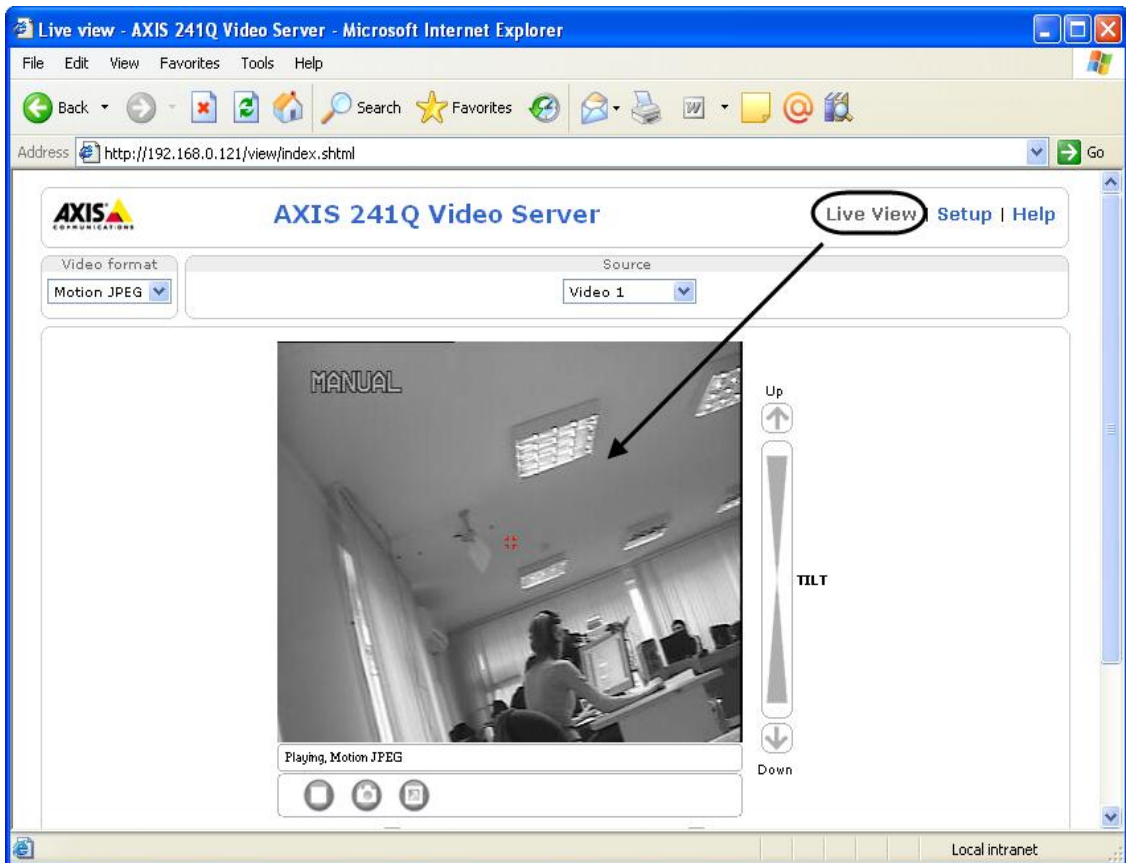 Live view - AXIS 241Q Video Server - Microsoft Internet Explorer
File Edit View Favorites Tools Help
Back Search Favorites
Address http://192.168.0.121/view/index.shtml Go
AXIS COMMUNICATIONS
AXIS 241Q Video Server
Live View | Setup | Help
Video format Source
Motion JPEG Video 1
MANUAL
Up
TILT
Playing, Motion JPEG
Down
Local intranet